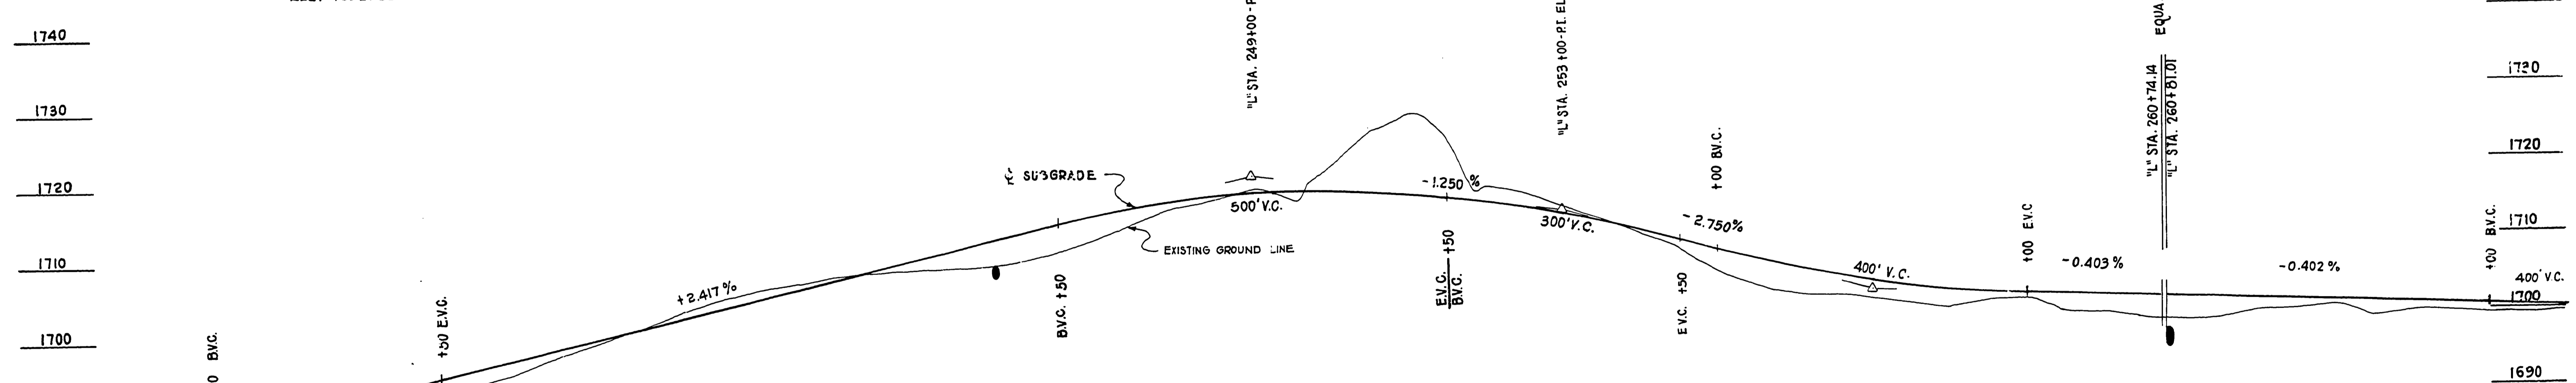 1740
1730
1720
1710
1700
0 B.V.C.
+50 E.V.C.
+2.417%
SUBGRADE
EXISTING GROUND LINE
B.V.C. +50
"L" STA. 249+00-P.
500' V.C.
-1.250%
E.V.C. +50
B.V.C.
"L" STA. 253+00-P.I. EL
300' V.C.
-2.750%
E.V.C. +50
+00 B.V.C.
400' V.C.
+00 E.V.C
-0.403%
EQUA
"L" STA. 260+74.14
"L" STA. 260+81.01
-0.402%
+00 B.V.C.
400' V.C.
1730
1720
1710
1700
1690